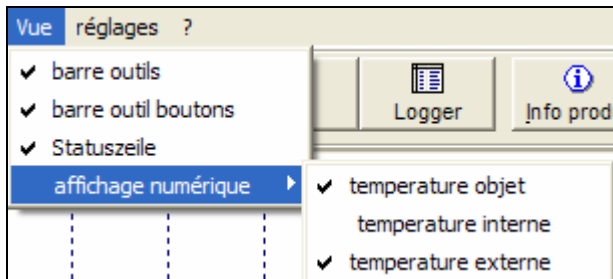 Vue réglages ?
barre outils
barre outil boutons
Statuszeile
affichage numérique
Logger
Info prod
temperature objet
temperature interne
temperature externe